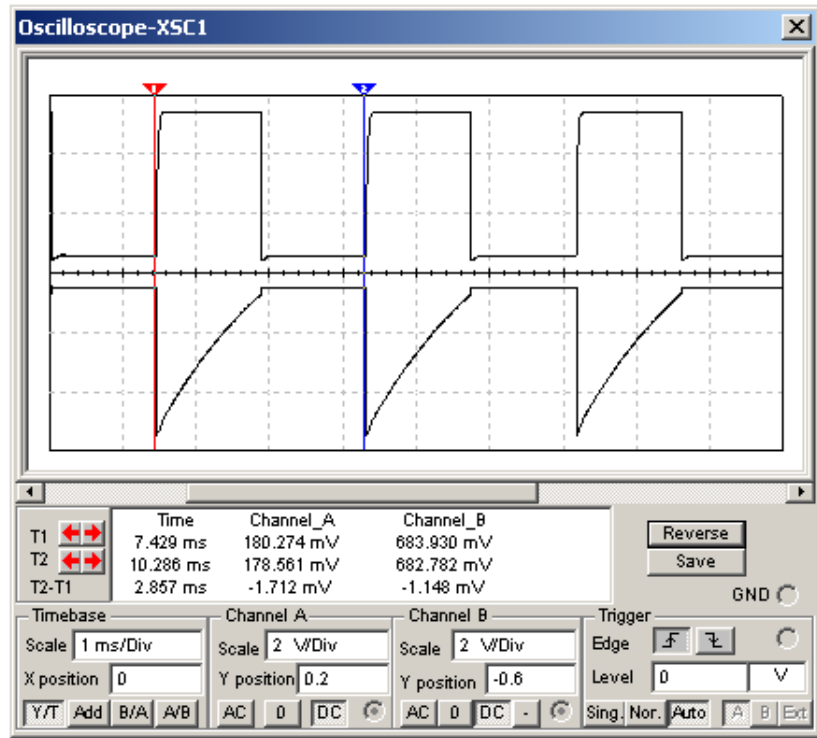 Oscilloscope-XSC1
1 2
Time Channel_A Channel_B
T1 7.429 ms 180.274 mV 683.930 mV
T2 10.286 ms 178.561 mV 682.782 mV
T2-T1 2.857 ms -1.712 mV -1.148 mV
Reverse
Save
GND
Timebase Channel A Channel B Trigger
Scale 1 ms/Div Scale 2 V/Div Scale 2 V/Div Edge
X position 0 Y position 0.2 Y position -0.6 Level 0 V
Y/T Add B/A A/B AC 0 DC AC 0 DC - Sing. Nor. Auto A B Ext